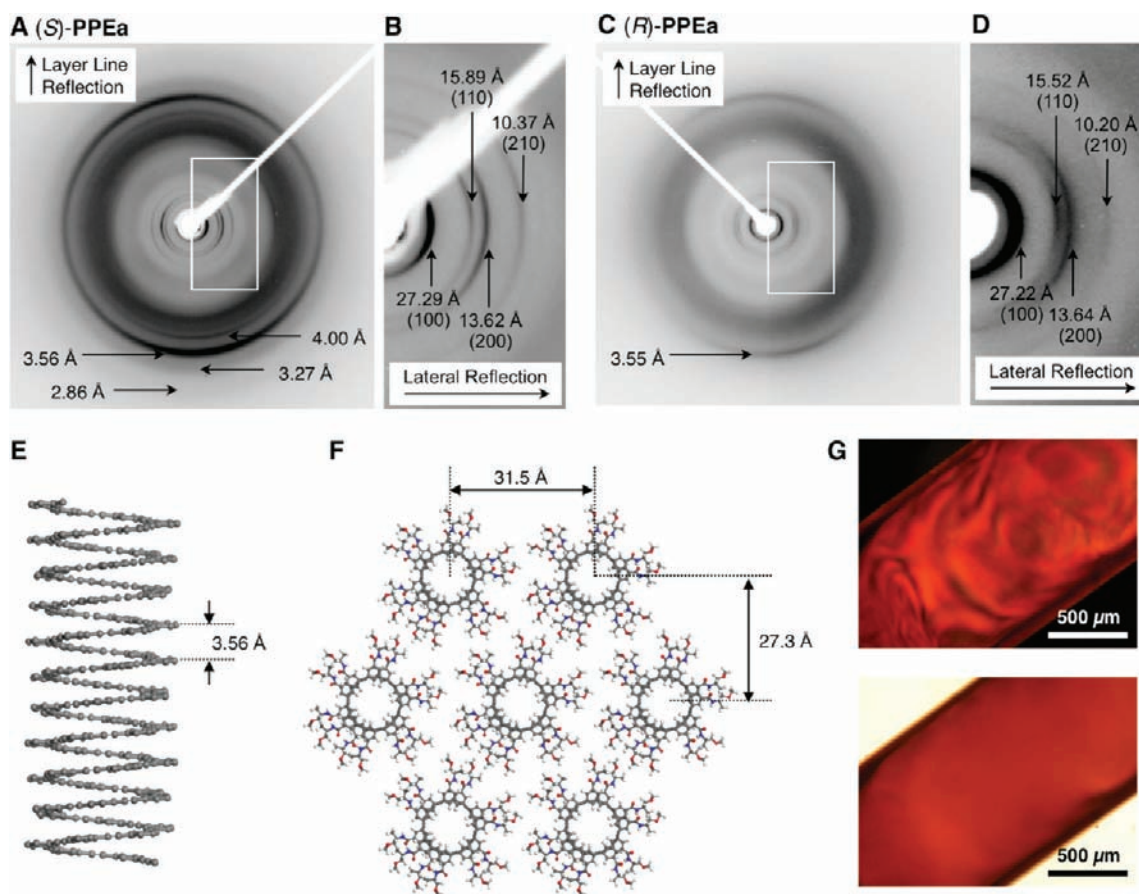 A (S)-PPEa
Layer Line
Reflection
3.56 Å
2.86 Å
4.00 Å
3.27 Å
B
15.89 Å
(110)
10.37 Å
(210)
27.29 Å
(100)
13.62 Å
(200)
Lateral Reflection
C (R)-PPEa
Layer Line
Reflection
3.55 Å
D
15.52 Å
(110)
10.20 Å
(210)
27.22 Å
(100)
13.64 Å
(200)
Lateral Reflection
E
3.56 Å
F
31.5 Å
27.3 Å
G
500 µm
500 µm